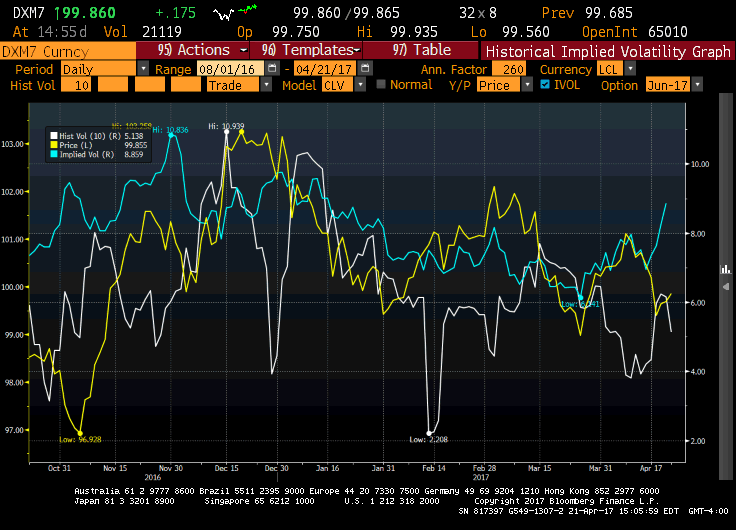 DXM7 ↑99.860 +.175 99.860/99.865 32x8 Prev 99.685
At 14:55d Vol 21119 Op 99.750 Hi 99.935 Lo 99.560 OpenInt 65010
DXM7 Curncy 95) Actions 96) Templates 97) Table Historical Implied Volatility Graph
Period Daily Range 08/01/16 - 04/21/17 Ann. Factor 260 Currency LCL
Hist Vol 10 Trade Model CLV Normal Y/P Price IVOL Option Jun-17
Hi: 103.258 Hi: 10.836 Hi: 10.939
Hist Vol (10) (R) 5.138
Price (L) 99.855
Implied Vol (R) 8.859
103.00
102.00
101.00
100.00
99.00
98.00
97.00
10.00
8.00
6.00
4.00
2.00
Low: 96.928
Low: 2.208
Oct 31 Nov 15 Nov 30 Dec 15 Dec 30 Jan 16 Jan 31 Feb 14 Feb 28 Mar 15 Mar 31 Apr 17
2016 2017
Australia 61 2 9777 8600 Brazil 5511 2395 9000 Europe 44 20 7330 7500 Germany 49 69 9204 1210 Hong Kong 852 2977 6000
Japan 81 3 3201 8900 Singapore 65 6212 1000 U.S. 1 212 318 2000 Copyright 2017 Bloomberg Finance L.P.
SN 817397 G549-1307-2 21-Apr-17 15:05:59 EDT GMT-4:00